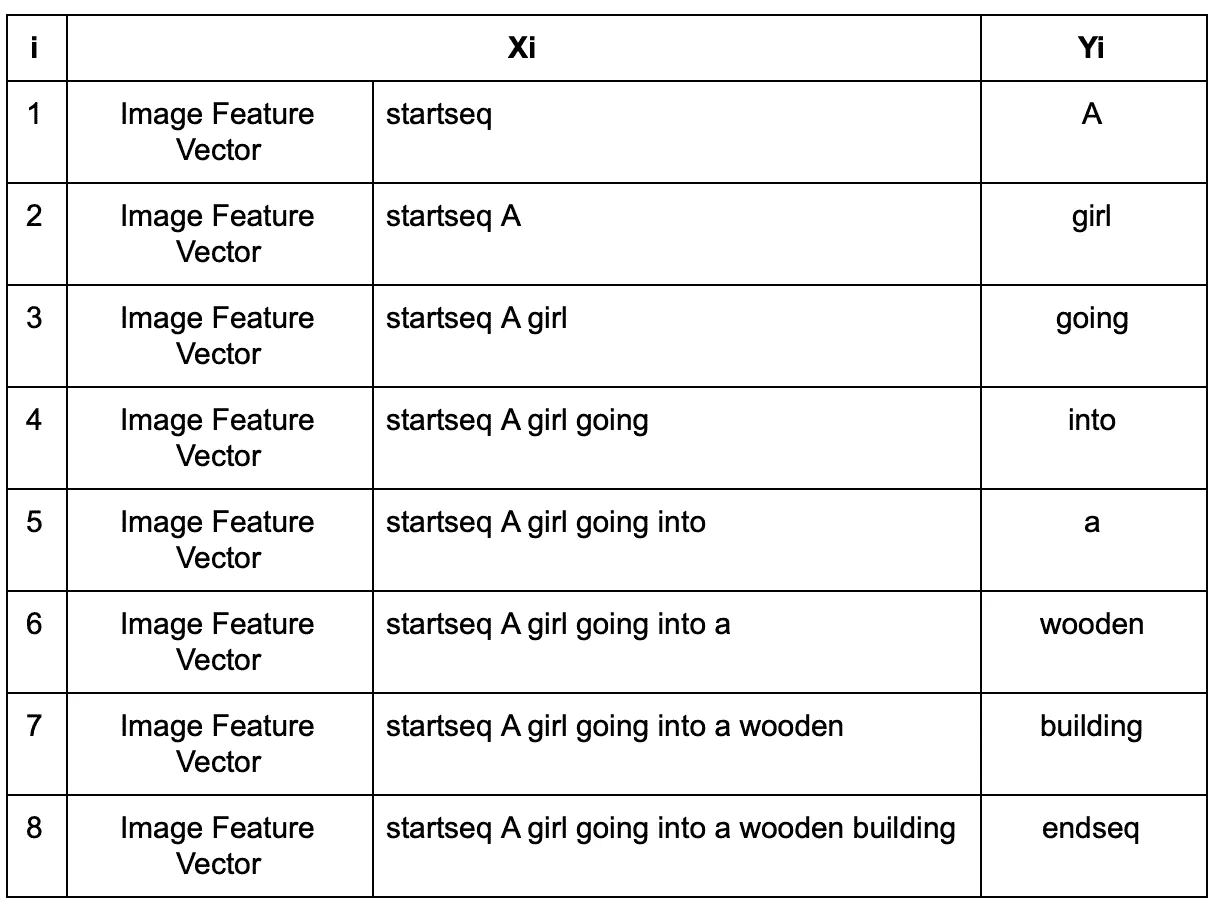 i Xi Yi
1 Image Feature Vector startseq A
2 Image Feature Vector startseq A girl
3 Image Feature Vector startseq A girl going
4 Image Feature Vector startseq A girl going into
5 Image Feature Vector startseq A girl going into a
6 Image Feature Vector startseq A girl going into a wooden
7 Image Feature Vector startseq A girl going into a wooden building
8 Image Feature Vector startseq A girl going into a wooden building endseq